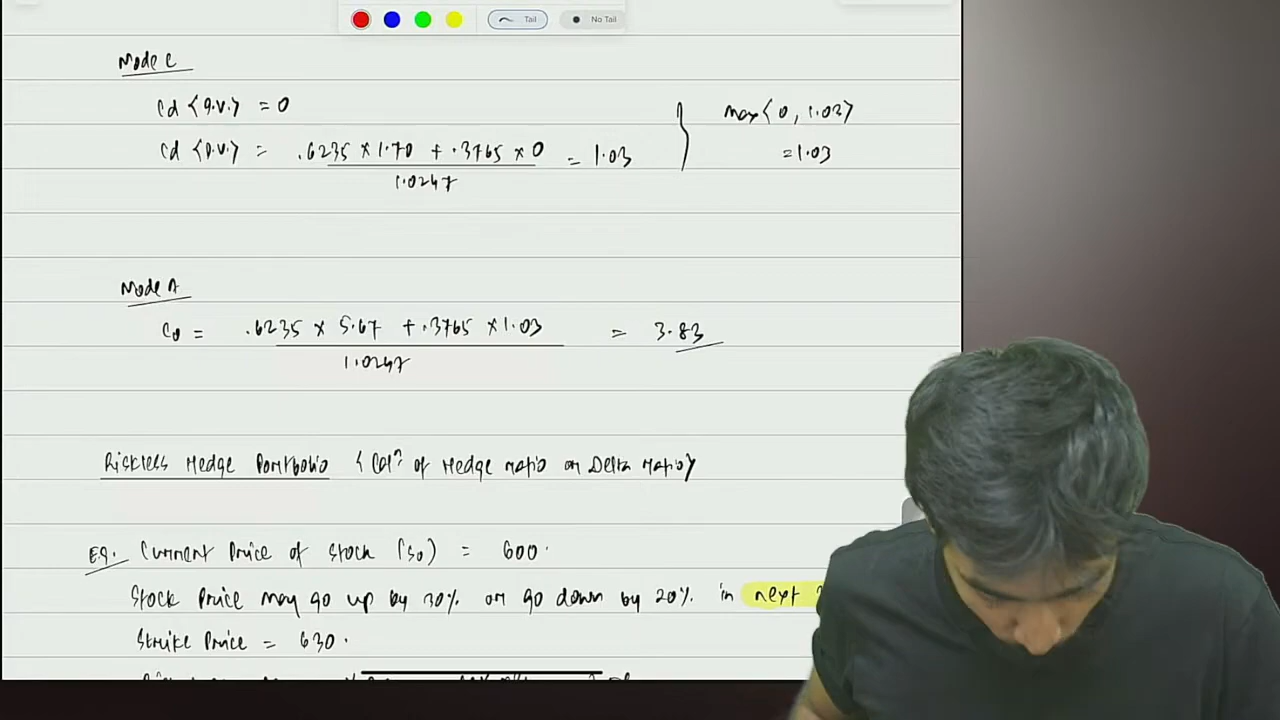 Tail No Tail
Node C
Cd {I.V.} = 0
Cd {P.V.} = .6235 × 1.70 + .3765 × 0 = 1.03
1.0247
max{0, 1.03}
= 1.03
Node A
C0 = .6235 × 5.67 + .3765 × 1.03 = 3.83
1.0247
Riskless Hedge Portfolio {Calⁿ of Hedge ratio or Delta Ratio}
E.g. Current Price of Stock (S0) = 600
Stock Price may go up by 30% or go down by 20% in next
Strike Price = 630